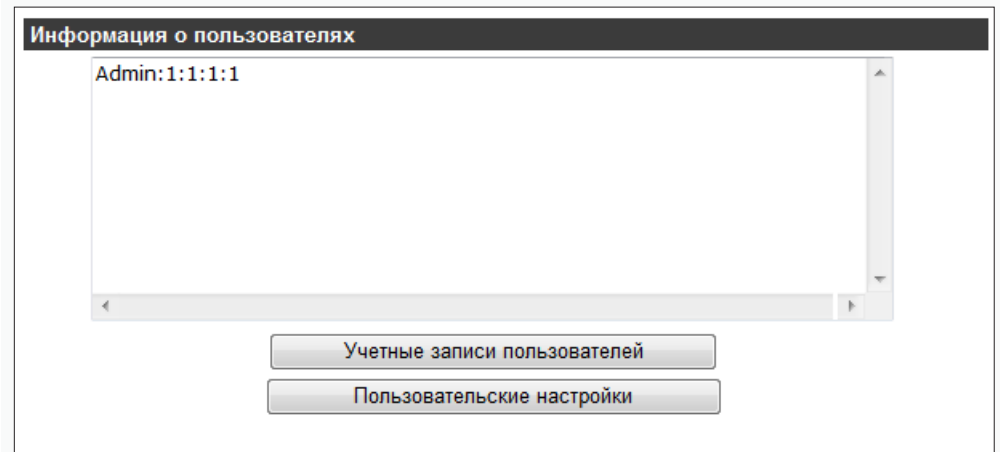 Информация о пользователях
Admin:1:1:1:1
Учетные записи пользователей
Пользовательские настройки